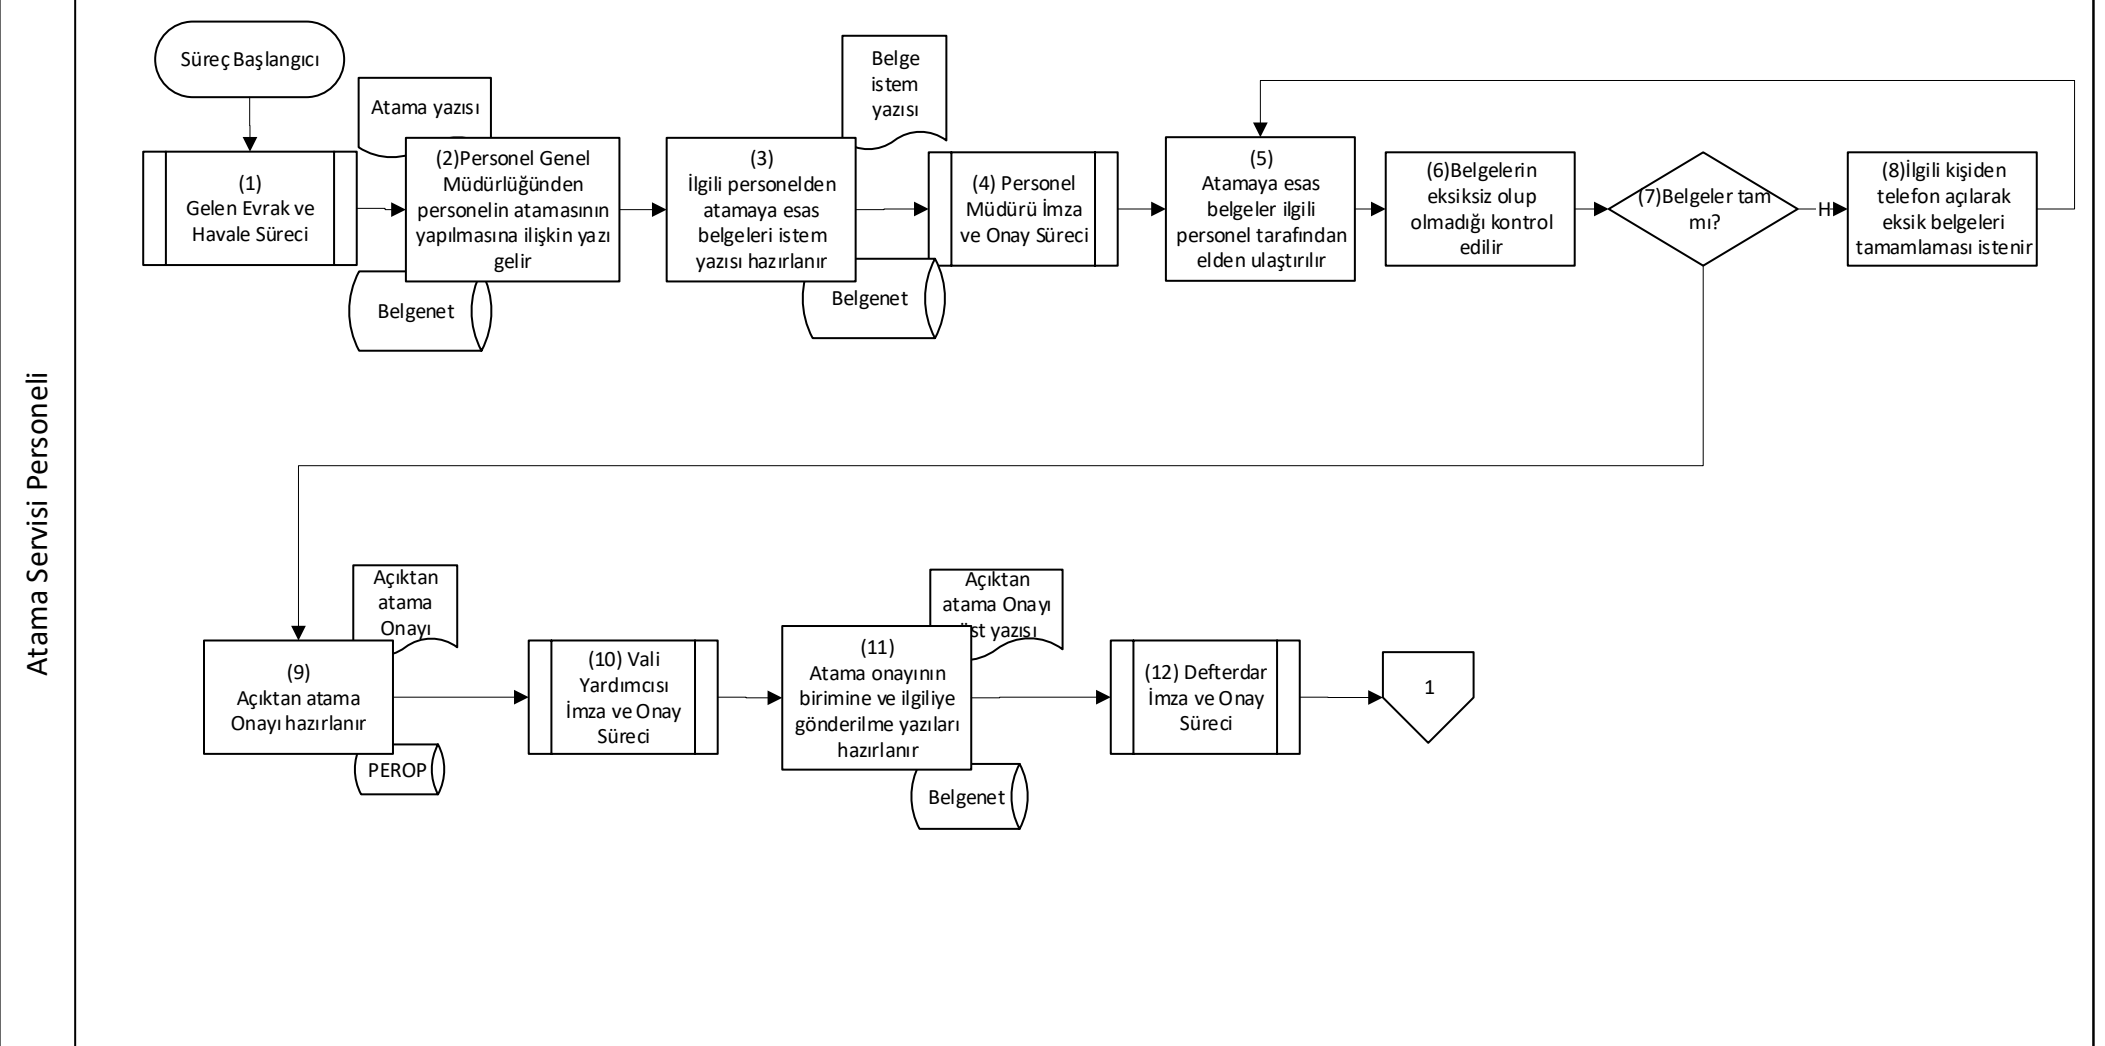 Atama Servisi Personeli
Süreç Başlangıcı
(1)
Gelen Evrak ve
Havale Süreci
Atama yazısı
(2)Personel Genel
Müdürlüğünden
personelin atamasının
yapılmasına ilişkin yazı
gelir
Belgenet
(3)
İlgili personelden
atamaya esas
belgeleri istem
yazısı hazırlanır
Belge
istem
yazısı
Belgenet
(4) Personel
Müdürü İmza
ve Onay Süreci
(5)
Atamaya esas
belgeler ilgili
personel tarafından
elden ulaştırılır
(6)Belgelerin
eksiksiz olup
olmadığı kontrol
edilir
(7)Belgeler tam
mı?
H
(8)İlgili kişiden
telefon açılarak
eksik belgeleri
tamamlaması istenir
(9)
Açıktan atama
Onayı hazırlanır
Açıktan
atama
Onayı
PEROP
(10) Vali
Yardımcısı
İmza ve Onay
Süreci
(11)
Atama onayının
birimine ve ilgiliye
gönderilme yazıları
hazırlanır
Açıktan
atama Onayı
üst yazısı
Belgenet
(12) Defterdar
İmza ve Onay
Süreci
1